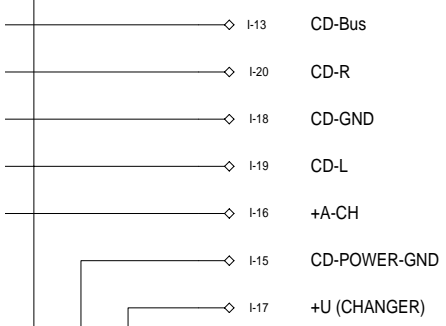 I-13 CD-Bus
I-20 CD-R
I-18 CD-GND
I-19 CD-L
I-16 +A-CH
I-15 CD-POWER-GND
I-17 +U (CHANGER)